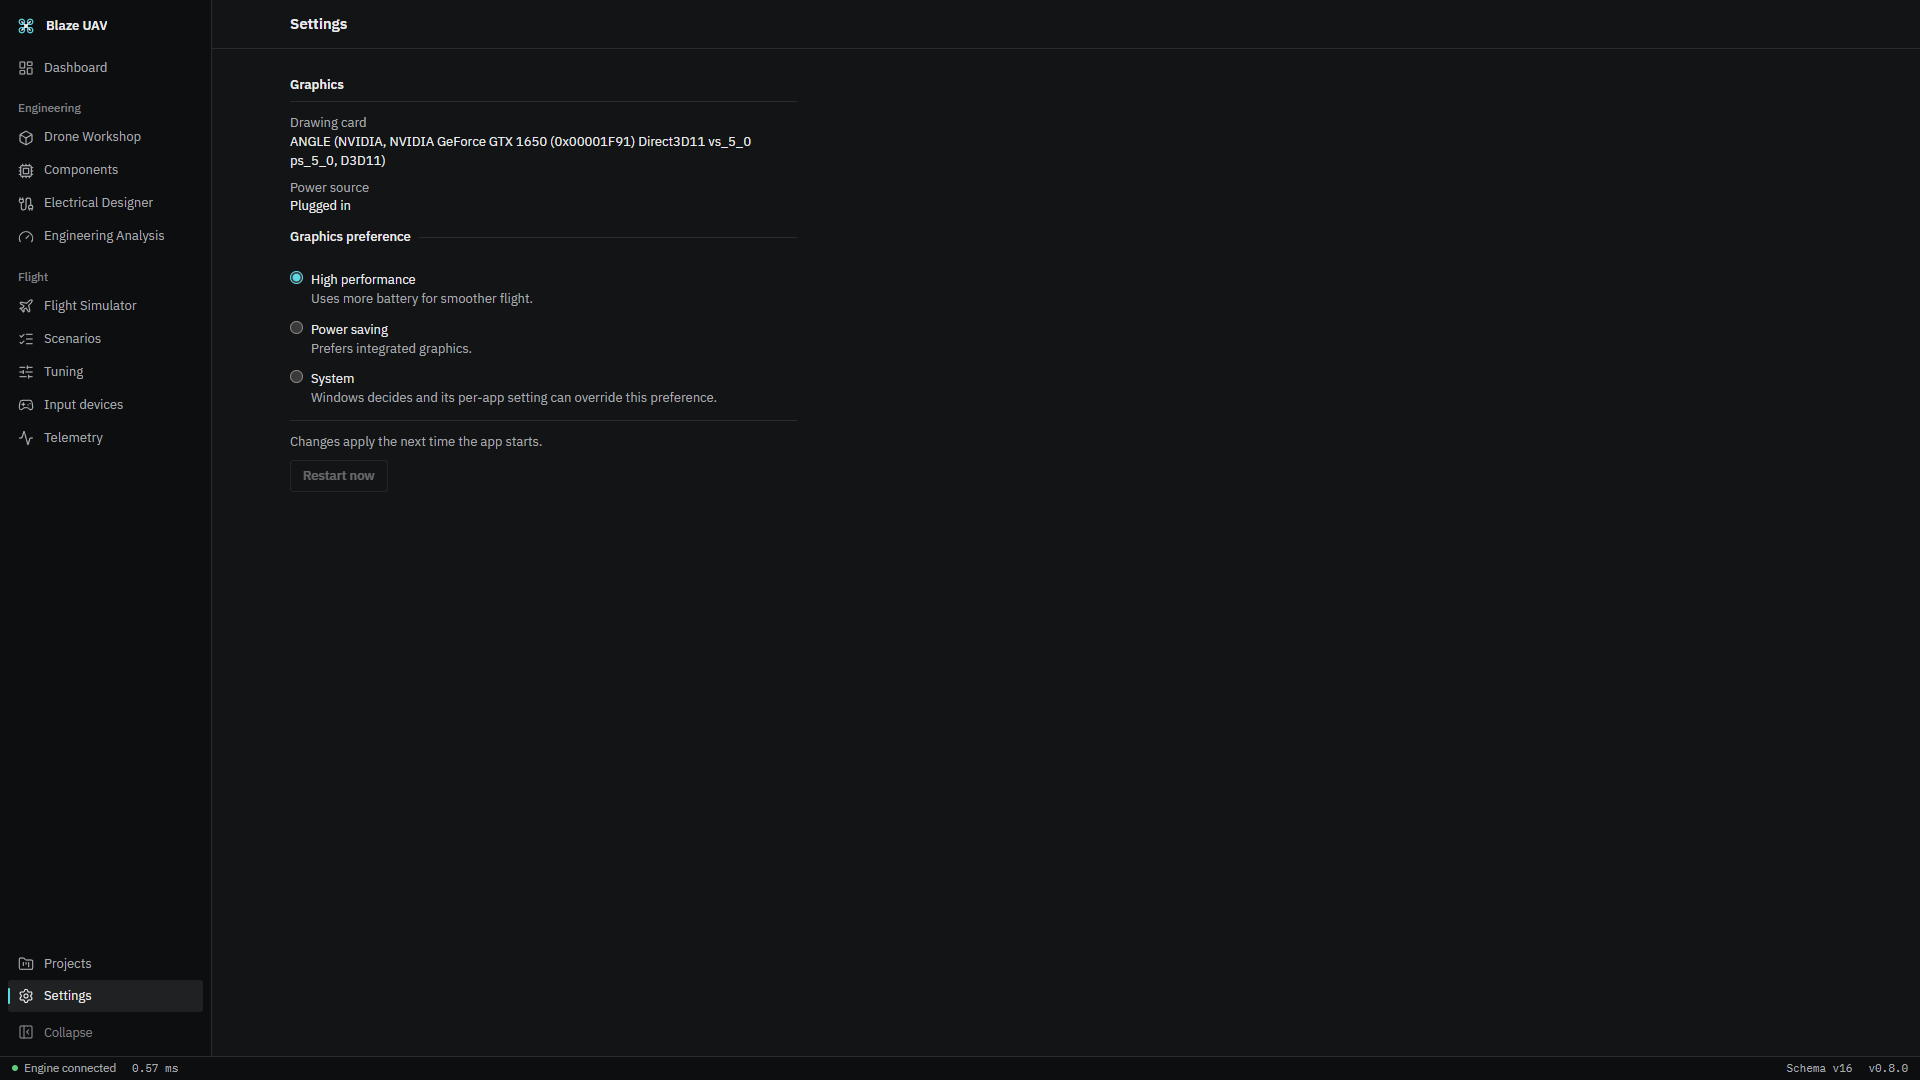 Blaze UAV
Settings
Dashboard
Engineering
Drone Workshop
Components
Electrical Designer
Engineering Analysis
Flight
Flight Simulator
Scenarios
Tuning
Input devices
Telemetry
Graphics
Drawing card
ANGLE (NVIDIA, NVIDIA GeForce GTX 1650 (0x00001F91) Direct3D11 vs_5_0
ps_5_0, D3D11)
Power source
Plugged in
Graphics preference
High performance
Uses more battery for smoother flight.
Power saving
Prefers integrated graphics.
System
Windows decides and its per-app setting can override this preference.
Changes apply the next time the app starts.
Restart now
Projects
Settings
Collapse
Engine connected 0.57 ms
Schema v16 v0.8.0